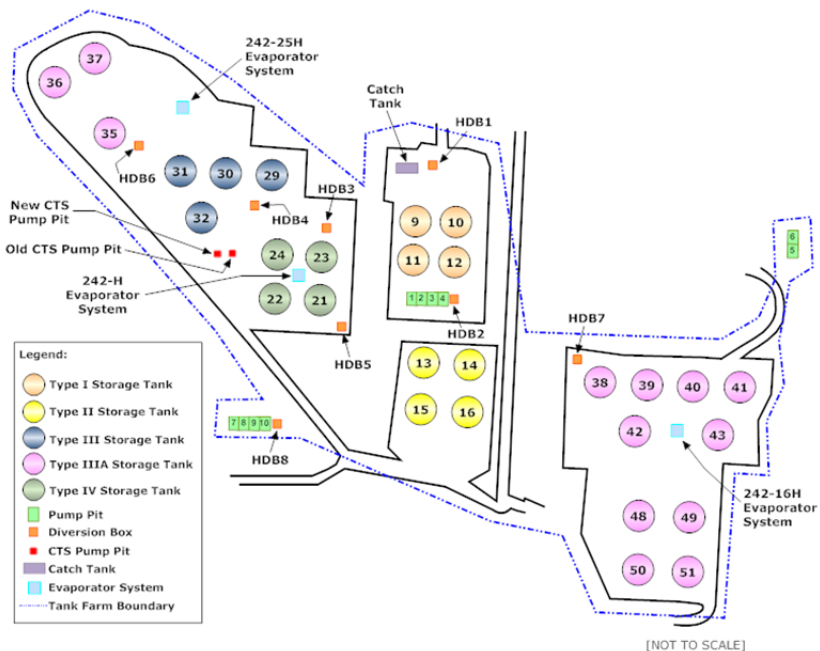 242-25H
Evaporator
System
37
36
35
HDB6
31
30
29
32
HDB4
HDB3
New CTS
Pump Pit
Old CTS Pump Pit
24
23
242-H
Evaporator
System
22
21
HDB5
Catch
Tank
HDB1
9
10
11
12
1 2 3 4
HDB2
13
14
15
16
7 8 9 10
HDB8
6
5
HDB7
38
39
40
41
42
43
242-16H
Evaporator
System
48
49
50
51
Legend:
Type I Storage Tank
Type II Storage Tank
Type III Storage Tank
Type IIIA Storage Tank
Type IV Storage Tank
Pump Pit
Diversion Box
CTS Pump Pit
Catch Tank
Evaporator System
Tank Farm Boundary
[NOT TO SCALE]